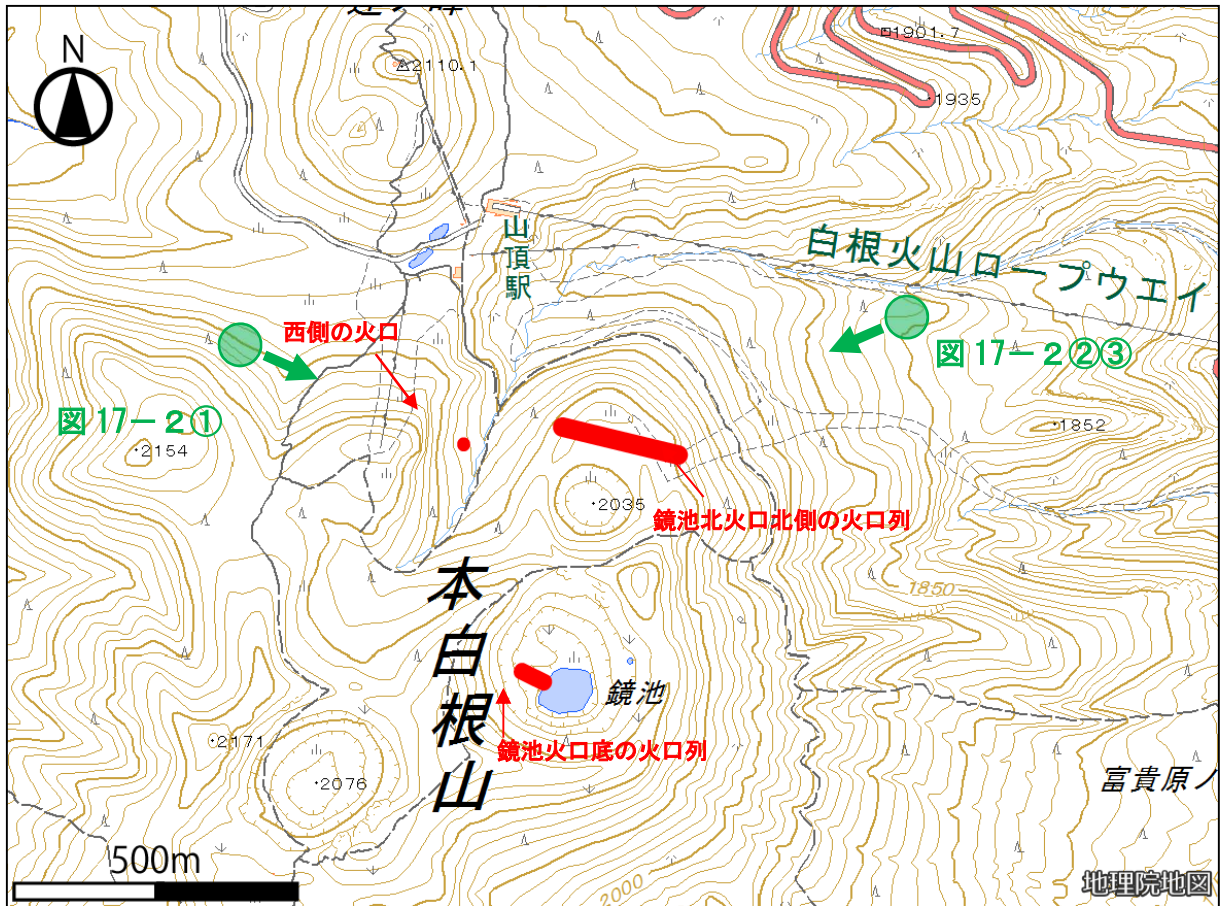 N
2110.1
1901.7
1935
山頂駅
白根火山ロープウエイ
西側の火口
図17-2②③
図17-2①
2154
1852
2035
鏡池北火口北側の火口列
1850
本白根山
鏡池
2171
鏡池火口底の火口列
2076
富貴原ノ
500m
2000
地理院地図